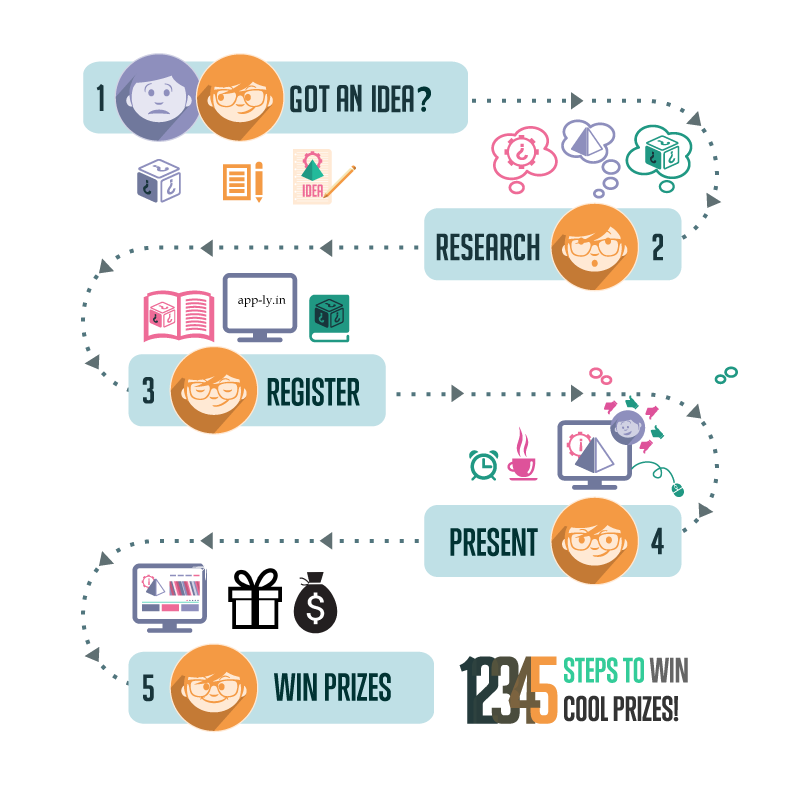 1 GOT AN IDEA?
IDEA
RESEARCH 2
app-ly.in
3 REGISTER
PRESENT 4
$
5 WIN PRIZES
12345 STEPS TO WIN
COOL PRIZES!